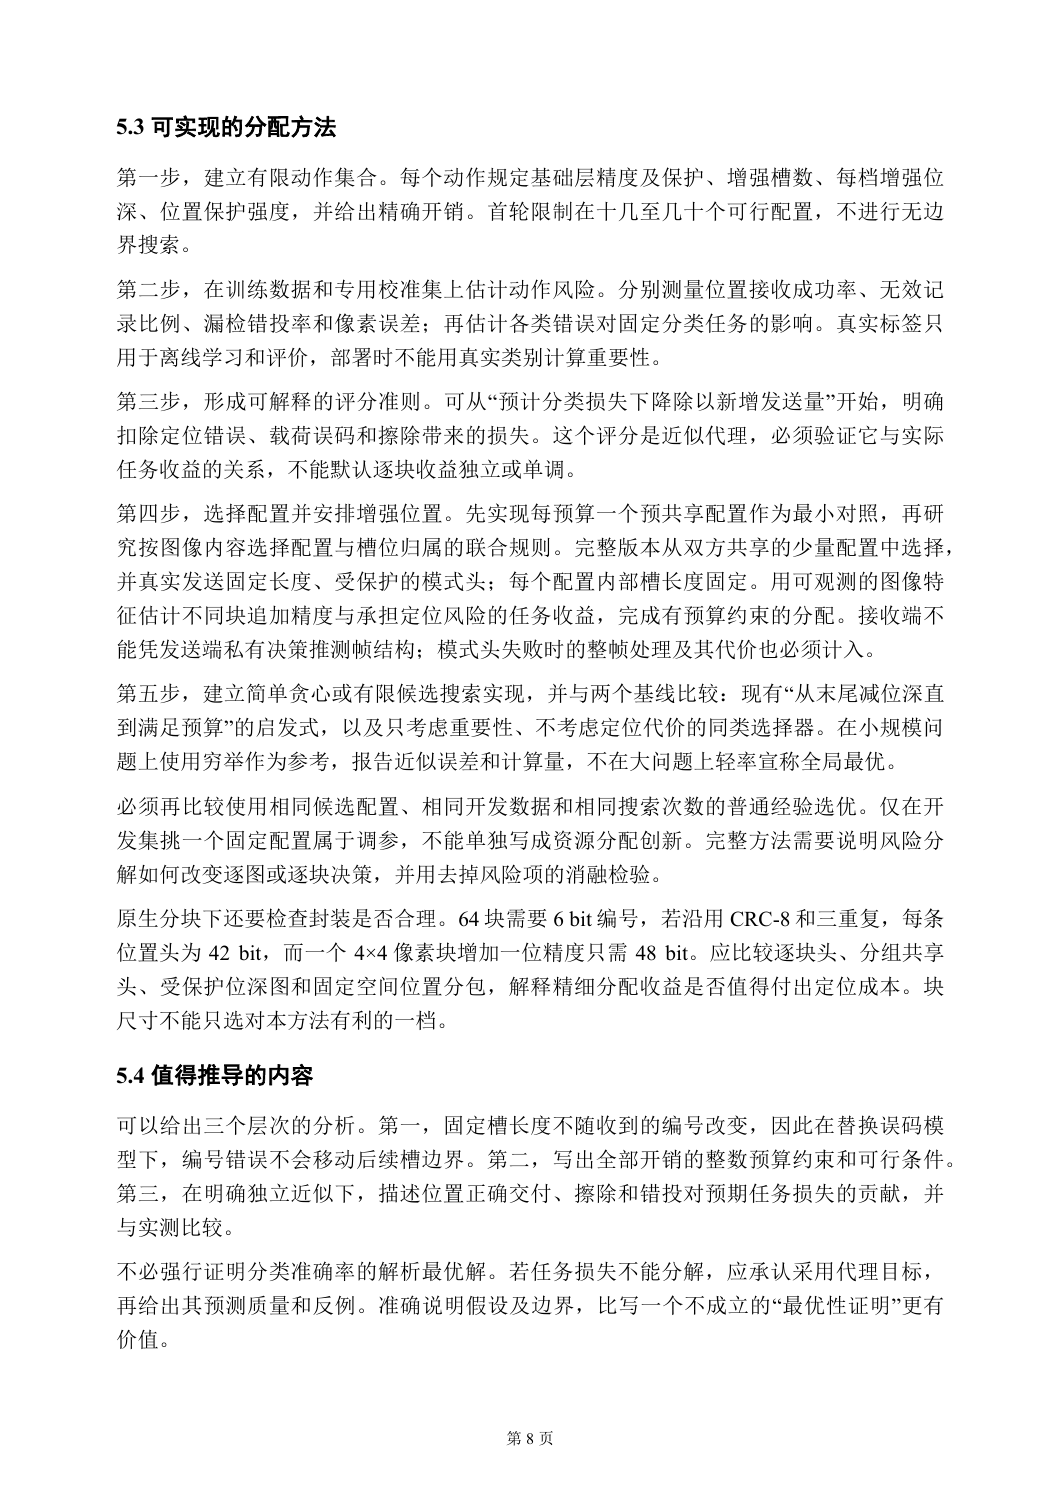 5.3 可实现的分配方法
第一步，建立有限动作集合。每个动作规定基础层精度及保护、增强槽数、每档增强位
深、位置保护强度，并给出精确开销。首轮限制在十几至几十个可行配置，不进行无边
界搜索。
第二步，在训练数据和专用校准集上估计动作风险。分别测量位置接收成功率、无效记
录比例、漏检错投率和像素误差；再估计各类错误对固定分类任务的影响。真实标签只
用于离线学习和评价，部署时不能用真实类别计算重要性。
第三步，形成可解释的评分准则。可从“预计分类损失下降除以新增发送量”开始，明确
扣除定位错误、载荷误码和擦除带来的损失。这个评分是近似代理，必须验证它与实际
任务收益的关系，不能默认逐块收益独立或单调。
第四步，选择配置并安排增强位置。先实现每预算一个预共享配置作为最小对照，再研
究按图像内容选择配置与槽位归属的联合规则。完整版本从双方共享的少量配置中选择，
并真实发送固定长度、受保护的模式头；每个配置内部槽长度固定。用可观测的图像特
征估计不同块追加精度与承担定位风险的任务收益，完成有预算约束的分配。接收端不
能凭发送端私有决策推测帧结构；模式头失败时的整帧处理及其代价也必须计入。
第五步，建立简单贪心或有限候选搜索实现，并与两个基线比较：现有“从末尾减位深直
到满足预算”的启发式，以及只考虑重要性、不考虑定位代价的同类选择器。在小规模问
题上使用穷举作为参考，报告近似误差和计算量，不在大问题上轻率宣称全局最优。
必须再比较使用相同候选配置、相同开发数据和相同搜索次数的普通经验选优。仅在开
发集挑一个固定配置属于调参，不能单独写成资源分配创新。完整方法需要说明风险分
解如何改变逐图或逐块决策，并用去掉风险项的消融检验。
原生分块下还要检查封装是否合理。64 块需要 6 bit 编号，若沿用 CRC-8 和三重复，每条
位置头为 42 bit，而一个 4×4 像素块增加一位精度只需 48 bit。应比较逐块头、分组共享
头、受保护位深图和固定空间位置分包，解释精细分配收益是否值得付出定位成本。块
尺寸不能只选对本方法有利的一档。
5.4 值得推导的内容
可以给出三个层次的分析。第一，固定槽长度不随收到的编号改变，因此在替换误码模
型下，编号错误不会移动后续槽边界。第二，写出全部开销的整数预算约束和可行条件。
第三，在明确独立近似下，描述位置正确交付、擦除和错投对预期任务损失的贡献，并
与实测比较。
不必强行证明分类准确率的解析最优解。若任务损失不能分解，应承认采用代理目标，
再给出其预测质量和反例。准确说明假设及边界，比写一个不成立的“最优性证明”更有
价值。
第 8 页